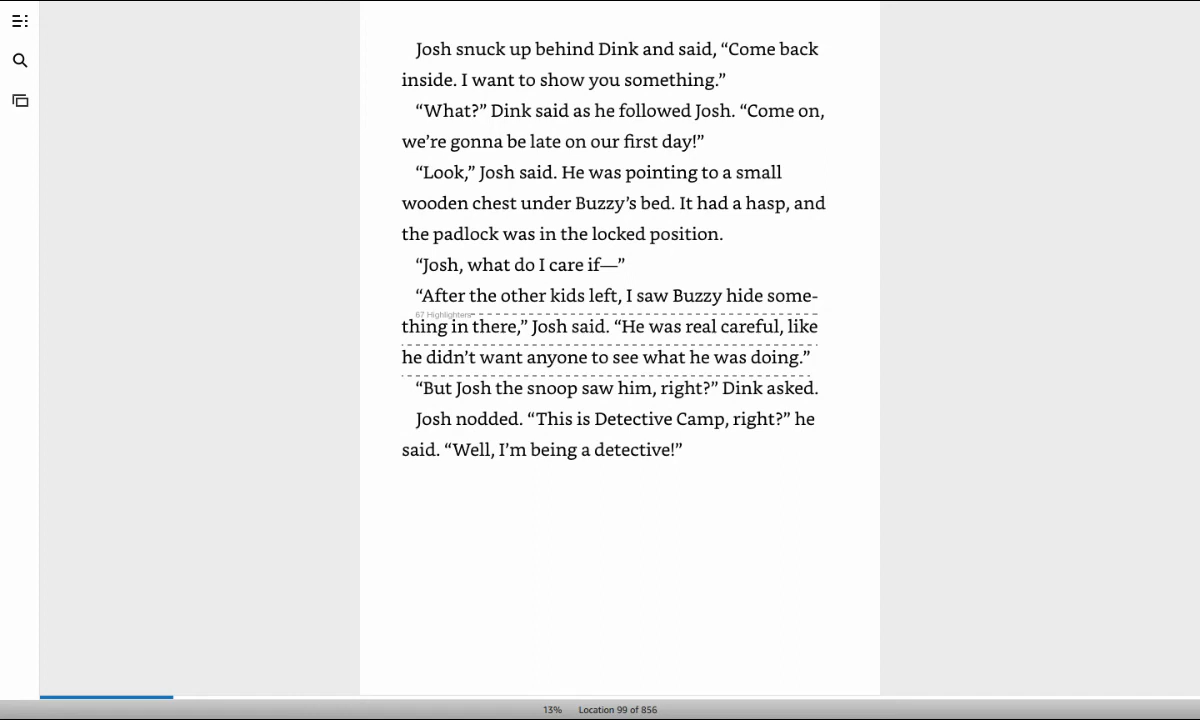 Josh snuck up behind Dink and said, “Come back
inside. I want to show you something.”
“What?” Dink said as he followed Josh. “Come on,
we’re gonna be late on our first day!”
“Look,” Josh said. He was pointing to a small
wooden chest under Buzzy’s bed. It had a hasp, and
the padlock was in the locked position.
“Josh, what do I care if—”
“After the other kids left, I saw Buzzy hide some-
67 Highlighters
thing in there,” Josh said. “He was real careful, like
he didn’t want anyone to see what he was doing.”
“But Josh the snoop saw him, right?” Dink asked.
Josh nodded. “This is Detective Camp, right?” he
said. “Well, I’m being a detective!”
13% Location 99 of 856